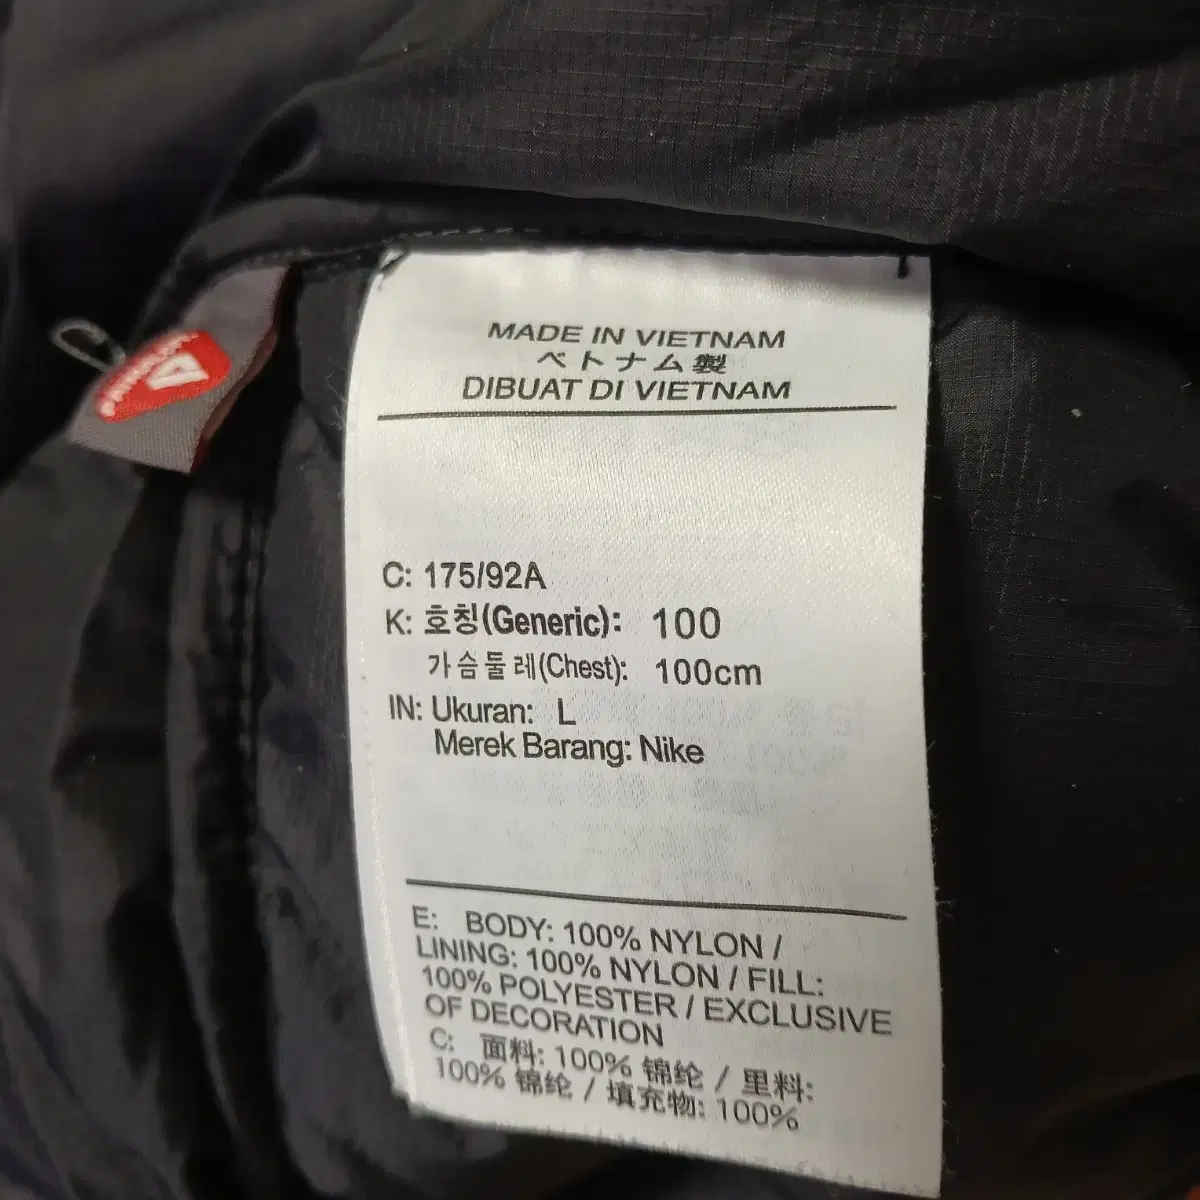 MADE IN VIETNAM
ベトナム製
DIBUAT DI VIETNAM
C: 175/92A
K: 호칭(Generic): 100
가슴둘레(Chest): 100cm
IN: Ukuran: L
Merek Barang: Nike
E: BODY: 100% NYLON /
LINING: 100% NYLON / FILL:
100% POLYESTER / EXCLUSIVE
OF DECORATION
C: 面料: 100% 锦纶 / 里料:
100% 锦纶 / 填充物: 100%